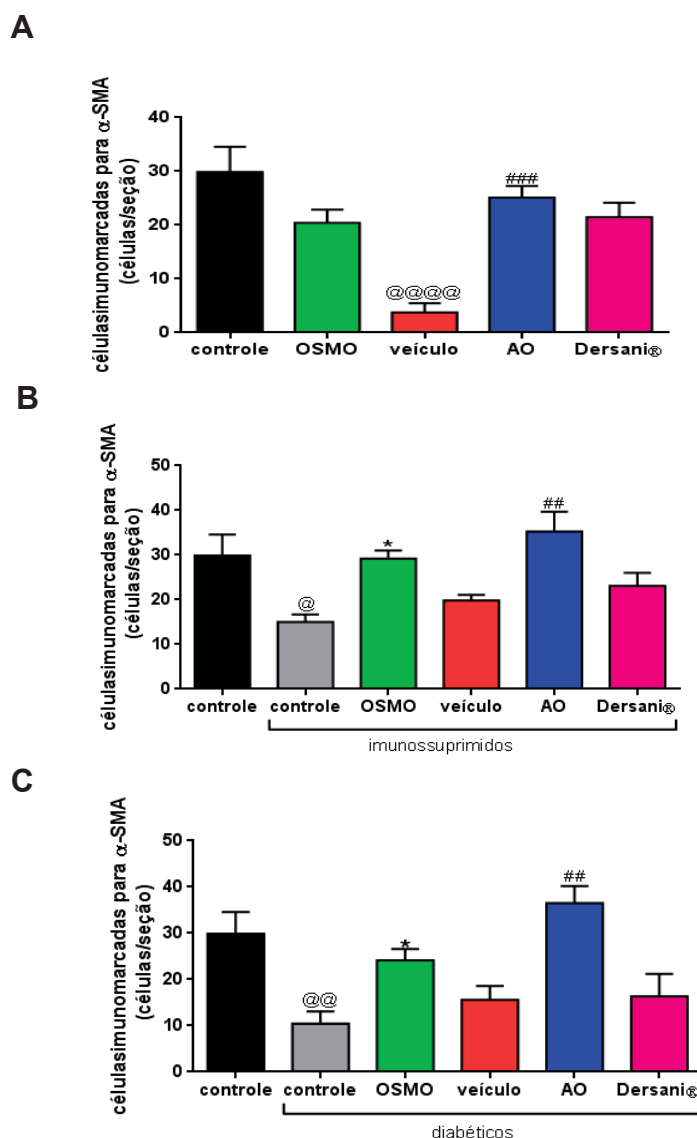 A
célulasimunomarcadas para α-SMA
(células/seção)
40
30
20
10
0
@@@@
###
controle OSMO veículo AO Dersani®
B
célulasimunomarcadas para α-SMA
(células/seção)
50
40
30
20
10
0
@
*
##
controle controle OSMO veículo AO Dersani®
imunossuprimidos
C
célulasimunomarcadas para α-SMA
(células/seção)
50
40
30
20
10
0
@@
*
##
controle controle OSMO veículo AO Dersani®
diabéticos